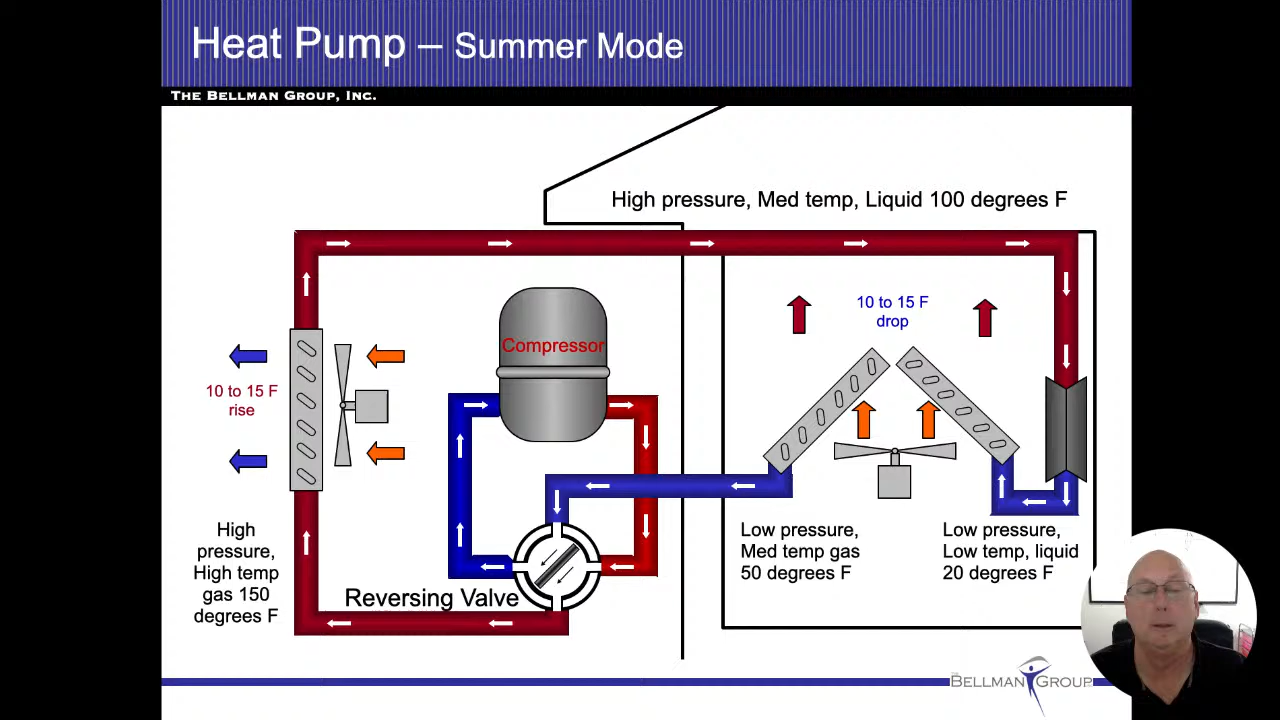 Heat Pump – Summer Mode
THE BELLMAN GROUP, INC.
High pressure, Med temp, Liquid 100 degrees F
10 to 15 F
drop
Compressor
10 to 15 F
rise
High
pressure,
High temp
gas 150
degrees F
Reversing Valve
Low pressure,
Med temp gas
50 degrees F
Low pressure,
Low temp, liquid
20 degrees F
THE
BELLMAN GROUP